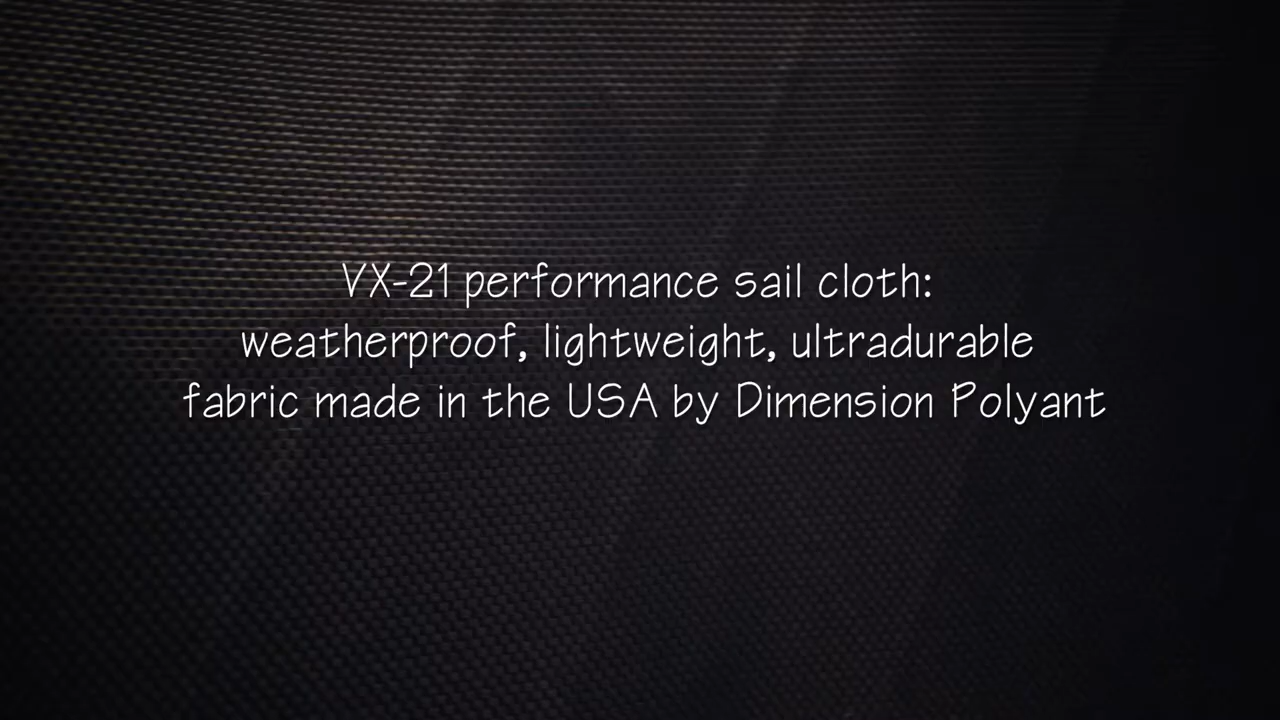 VX-21 performance sail cloth:
weatherproof, lightweight, ultradurable
fabric made in the USA by Dimension Polyant